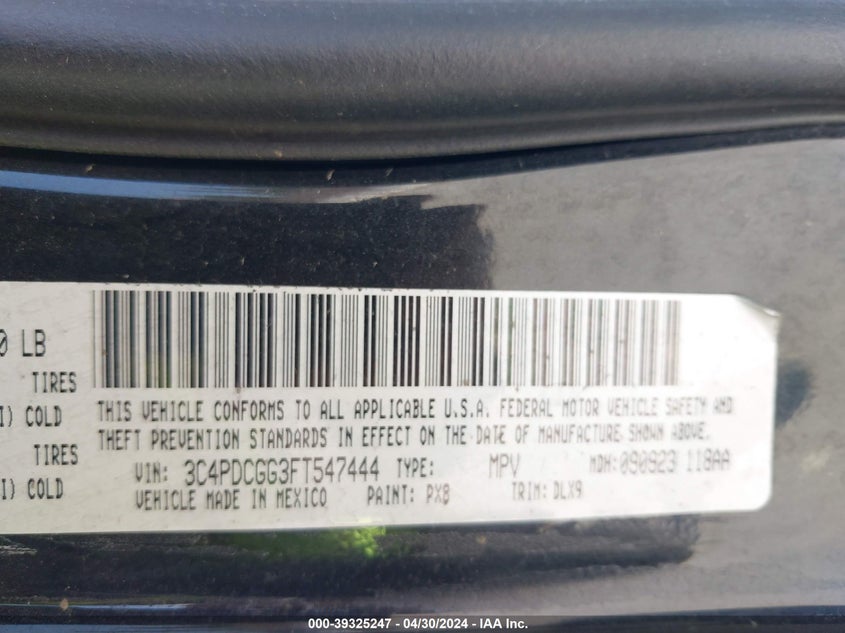 0 LB
TIRES
I) COLD
TIRES
I) COLD
THIS VEHICLE CONFORMS TO ALL APPLICABLE U.S.A. FEDERAL MOTOR VEHICLE SAFETY AND
THEFT PREVENTION STANDARDS IN EFFECT ON THE DATE OF MANUFACTURE SHOWN ABOVE.
VIN: 3C4PDCGG3FT547444 TYPE: MPV MDH:090923 118AA
VEHICLE MADE IN MEXICO PAINT: PX8 TRIM: DLX9
000-39325247 - 04/30/2024 - IAA Inc.